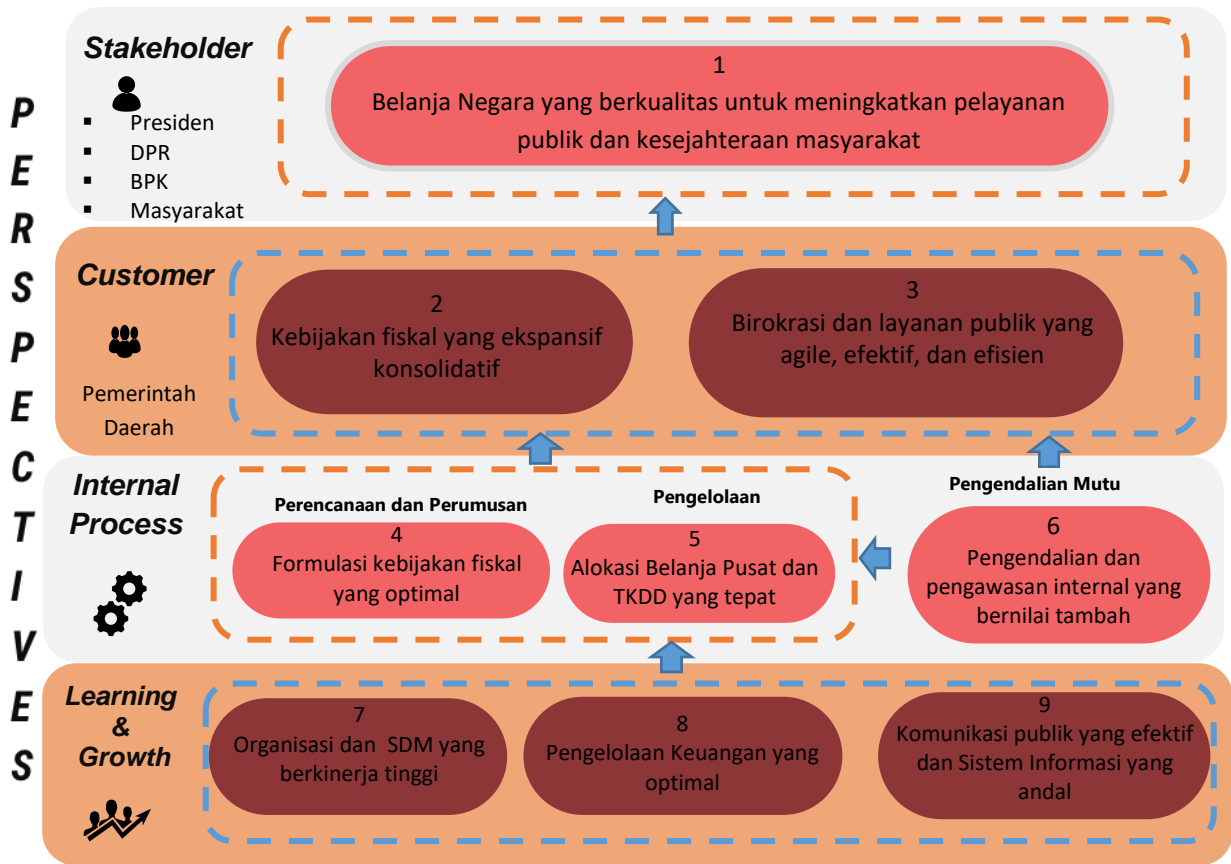 PERSPECTIVES
Stakeholder
▪ Presiden
▪ DPR
▪ BPK
▪ Masyarakat
1
Belanja Negara yang berkualitas untuk meningkatkan pelayanan
publik dan kesejahteraan masyarakat
Customer
Pemerintah
Daerah
2
Kebijakan fiskal yang ekspansif
konsolidatif
3
Birokrasi dan layanan publik yang
agile, efektif, dan efisien
Internal
Process
Perencanaan dan Perumusan
4
Formulasi kebijakan fiskal
yang optimal
Pengelolaan
5
Alokasi Belanja Pusat dan
TKDD yang tepat
Pengendalian Mutu
6
Pengendalian dan
pengawasan internal yang
bernilai tambah
Learning
&
Growth
7
Organisasi dan SDM yang
berkinerja tinggi
8
Pengelolaan Keuangan yang
optimal
9
Komunikasi publik yang efektif
dan Sistem Informasi yang
andal